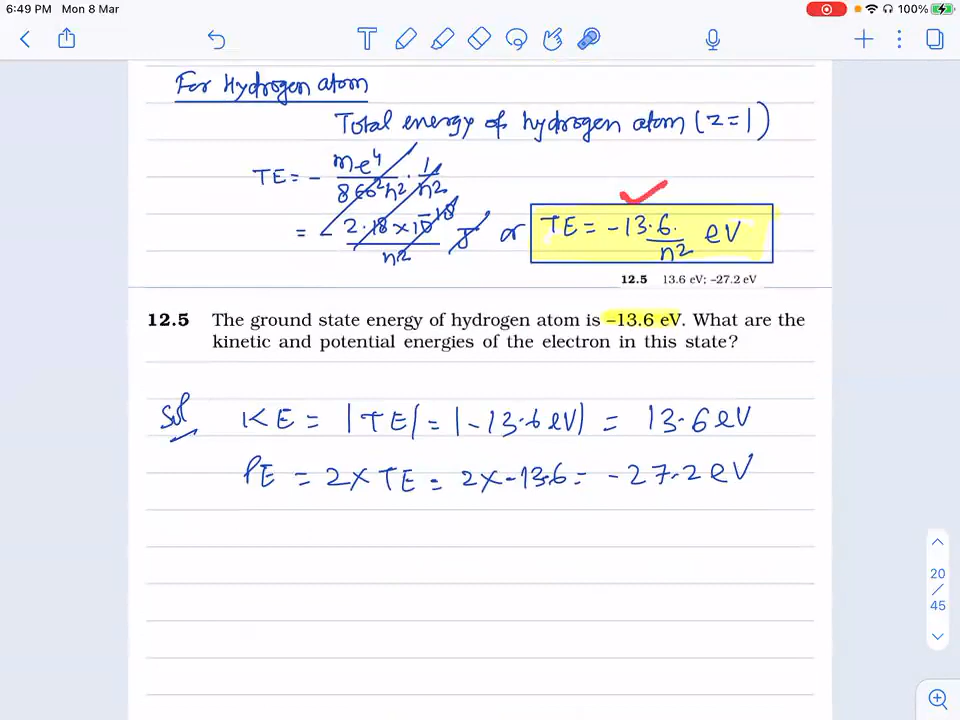 6:49 PM Mon 8 Mar
100%
For Hydrogen atom
Total energy of hydrogen atom (z=1)
TE = - me⁴/8ϵ₀²h² · 1/n²
= - 2.18 × 10⁻¹⁸/n² J or TE = -13.6/n² eV
12.5 13.6 eV; –27.2 eV
12.5 The ground state energy of hydrogen atom is –13.6 eV. What are the
kinetic and potential energies of the electron in this state?
Sol KE = |TE| = |-13.6 eV| = 13.6 eV
PE = 2 × TE = 2 × -13.6 = -27.2 eV
20
/
45